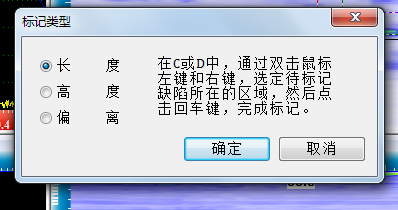 标记类型
长 度
高 度
偏 离
在C或D中，通过双击鼠标
左键和右键，选定待标记
缺陷所在的区域，然后点
击回车键，完成标记。
确定
取消